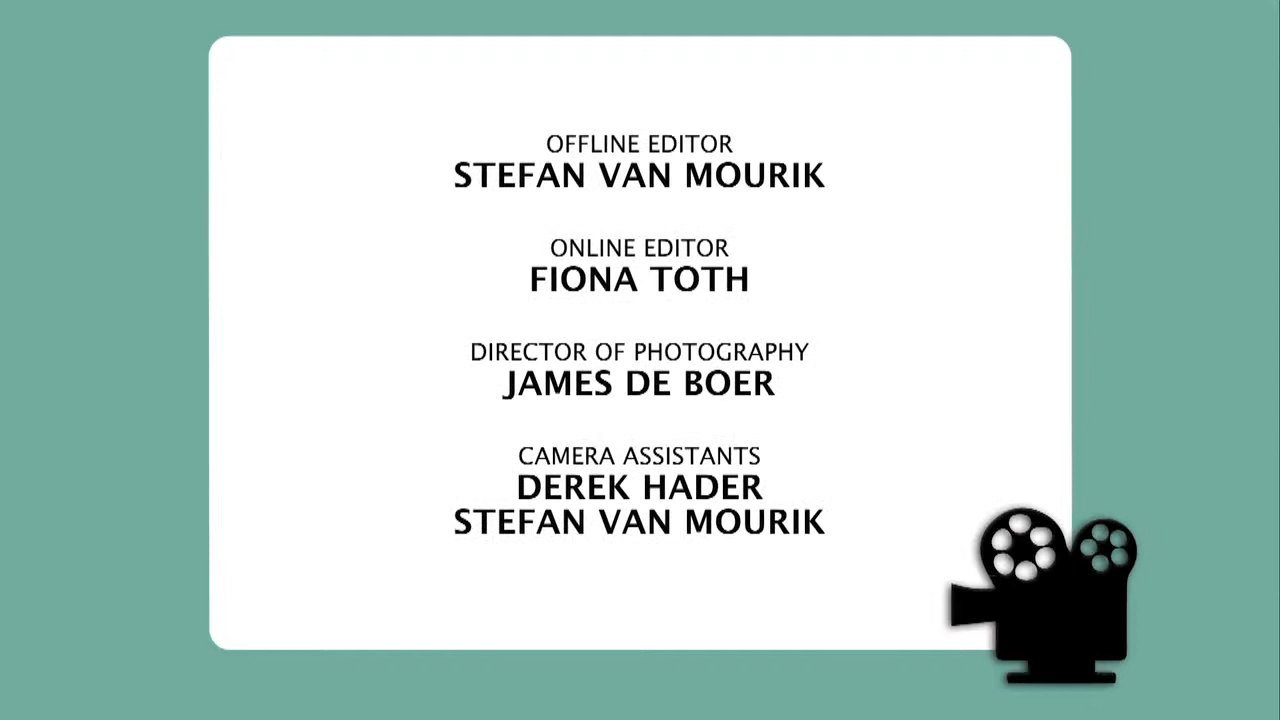 OFFLINE EDITOR
STEFAN VAN MOURIK
ONLINE EDITOR
FIONA TOTH
DIRECTOR OF PHOTOGRAPHY
JAMES DE BOER
CAMERA ASSISTANTS
DEREK HADER
STEFAN VAN MOURIK